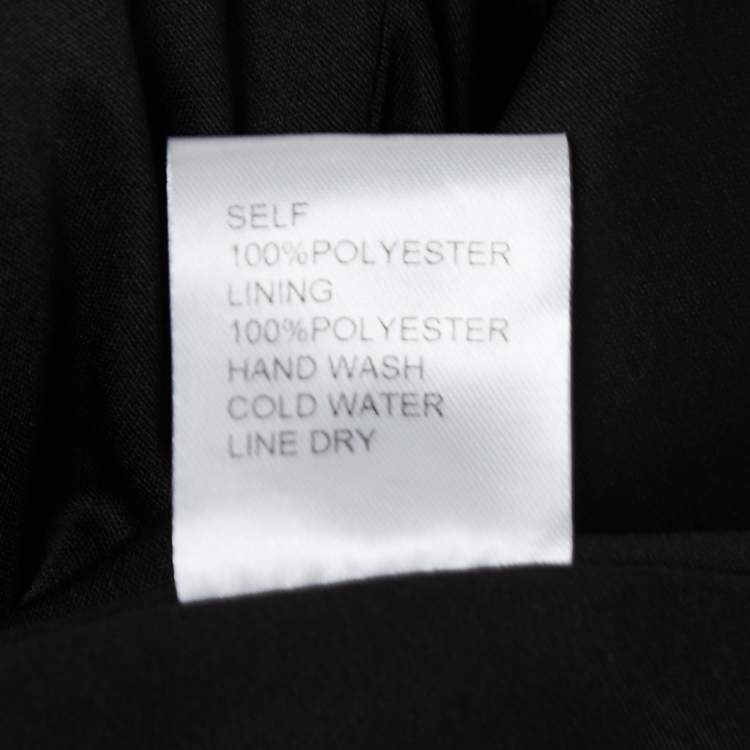 SELF
100%POLYESTER
LINING
100%POLYESTER
HAND WASH
COLD WATER
LINE DRY